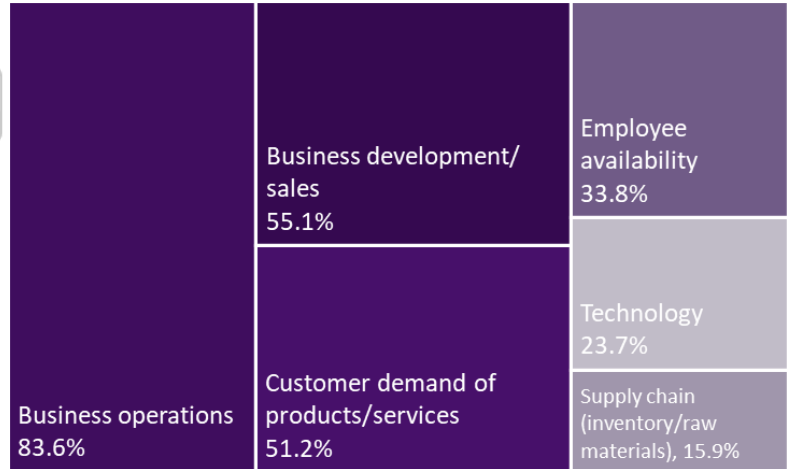 Business operations
83.6%
Business development/
sales
55.1%
Customer demand of
products/services
51.2%
Employee
availability
33.8%
Technology
23.7%
Supply chain
(inventory/raw
materials), 15.9%